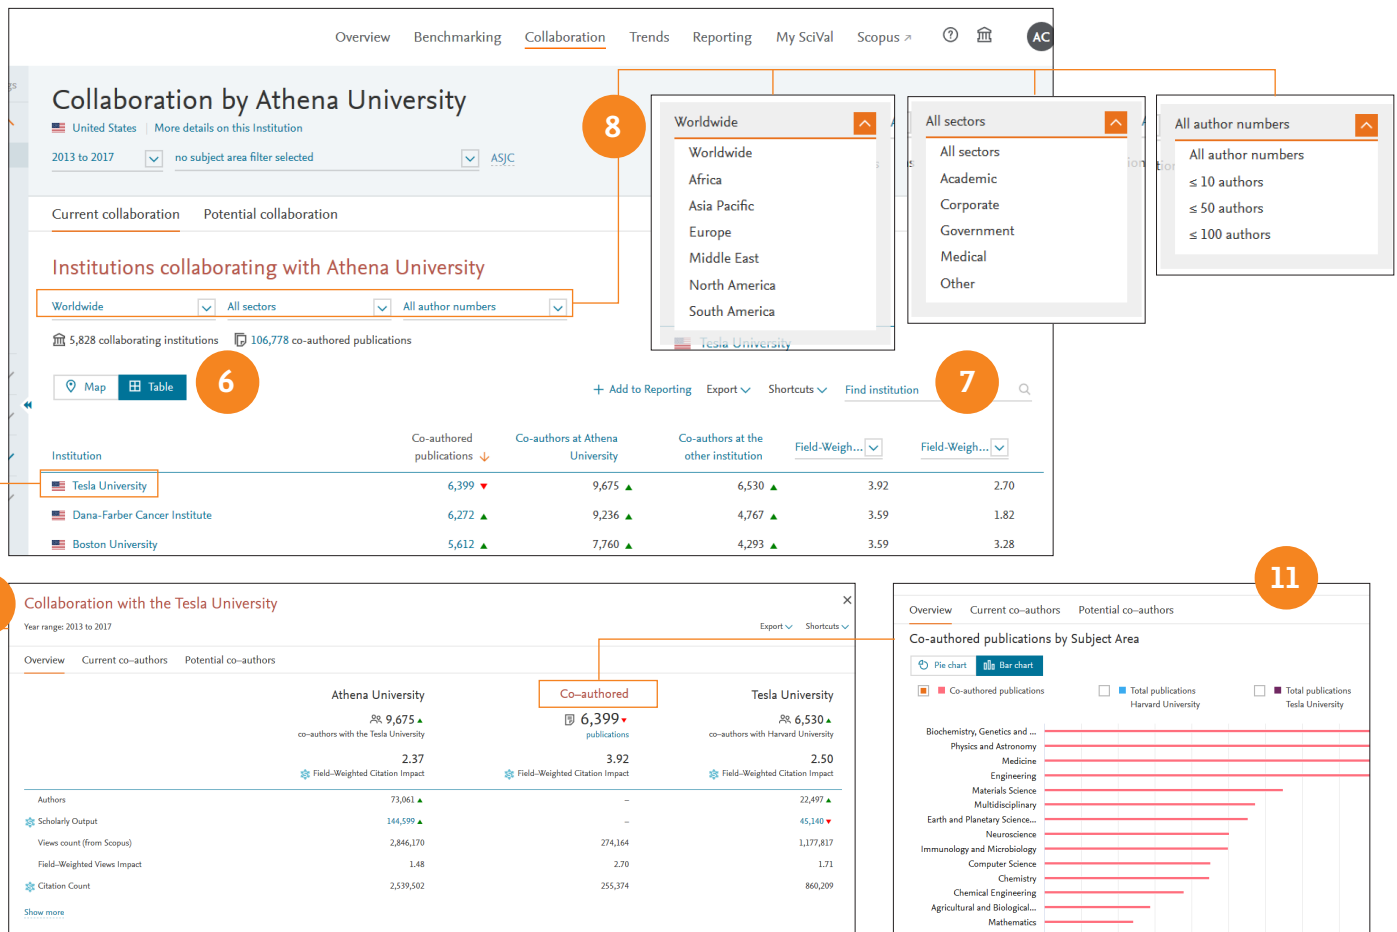 Overview Benchmarking Collaboration Trends Reporting My SciVal Scopus ↗ ? AC
gs
Collaboration by Athena University
United States | More details on this Institution
2013 to 2017 no subject area filter selected ASJC
8
Worldwide
Worldwide
Africa
Asia Pacific
Europe
Middle East
North America
South America
Tesla University
All sectors
All sectors
Academic
Corporate
Government
Medical
Other
All author numbers
All author numbers
≤ 10 authors
≤ 50 authors
≤ 100 authors
Current collaboration Potential collaboration
Institutions collaborating with Athena University
Worldwide All sectors All author numbers
5,828 collaborating institutions 106,778 co-authored publications
Map Table 6
+ Add to Reporting Export Shortcuts Find institution 7
Institution Co-authored publications ↓ Co-authors at Athena University Co-authors at the other institution Field-Weigh... Field-Weigh...
Tesla University 6,399 ▼ 9,675 ▲ 6,530 ▲ 3.92 2.70
Dana-Farber Cancer Institute 6,272 ▲ 9,236 ▲ 4,767 ▲ 3.59 1.82
Boston University 5,612 ▲ 7,760 ▲ 4,293 ▲ 3.59 3.28
Collaboration with the Tesla University ×
Year range: 2013 to 2017 Export Shortcuts
Overview Current co–authors Potential co–authors
Athena University Co–authored Tesla University
9,675 ▲ 6,399 ▼ 6,530 ▲
co–authors with the Tesla University publications co–authors with Harvard University
2.37 3.92 2.50
Field–Weighted Citation Impact Field–Weighted Citation Impact Field–Weighted Citation Impact
Authors 73,061 ▲ – 22,497 ▲
Scholarly Output 144,599 ▲ – 45,140 ▼
Views count (from Scopus) 2,846,170 274,164 1,177,817
Field–Weighted Views Impact 1.48 2.70 1.71
Citation Count 2,539,502 255,374 860,209
Show more
11
Overview Current co–authors Potential co–authors
Co-authored publications by Subject Area
Pie chart Bar chart
Co-authored publications Total publications Total publications
Harvard University Tesla University
Biochemistry, Genetics and ...
Physics and Astronomy
Medicine
Engineering
Materials Science
Multidisciplinary
Earth and Planetary Science...
Neuroscience
Immunology and Microbiology
Computer Science
Chemistry
Chemical Engineering
Agricultural and Biological...
Mathematics